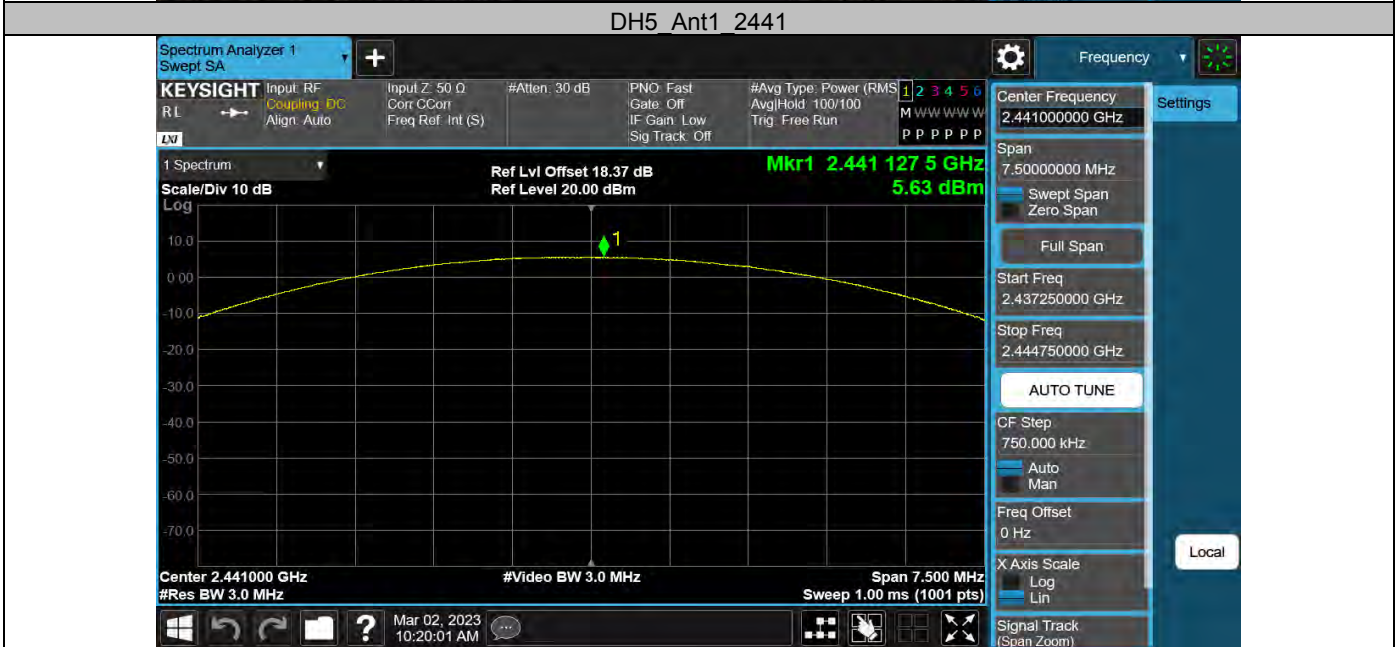 DH5_Ant1_2441
Spectrum Analyzer 1
Swept SA
+
Frequency
KEYSIGHT
RL
LXI
Input: RF
Coupling: DC
Align: Auto
Input Z: 50 Ω
Corr CCorr
Freq Ref: Int (S)
#Atten: 30 dB
PNO: Fast
Gate: Off
IF Gain: Low
Sig Track: Off
#Avg Type: Power (RMS
Avg|Hold: 100/100
Trig: Free Run
1 2 3 4 5 6
M W W W W W
P P P P P P
1 Spectrum
Scale/Div 10 dB
Log
Ref Lvl Offset 18.37 dB
Ref Level 20.00 dBm
Mkr1 2.441 127 5 GHz
5.63 dBm
1
10.0
0.00
-10.0
-20.0
-30.0
-40.0
-50.0
-60.0
-70.0
Center 2.441000 GHz
#Res BW 3.0 MHz
#Video BW 3.0 MHz
Span 7.500 MHz
Sweep 1.00 ms (1001 pts)
Center Frequency
2.441000000 GHz
Settings
Span
7.50000000 MHz
Swept Span
Zero Span
Full Span
Start Freq
2.437250000 GHz
Stop Freq
2.444750000 GHz
AUTO TUNE
CF Step
750.000 kHz
Auto
Man
Freq Offset
0 Hz
X Axis Scale
Log
Lin
Local
Signal Track
(Span Zoom)
?
Mar 02, 2023
10:20:01 AM